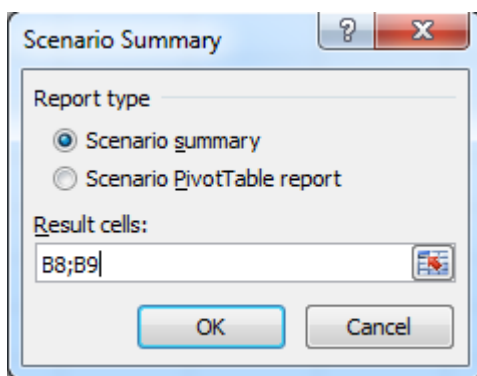 Scenario Summary
Report type
Scenario summary
Scenario PivotTable report
Result cells:
B8;B9
OK Cancel